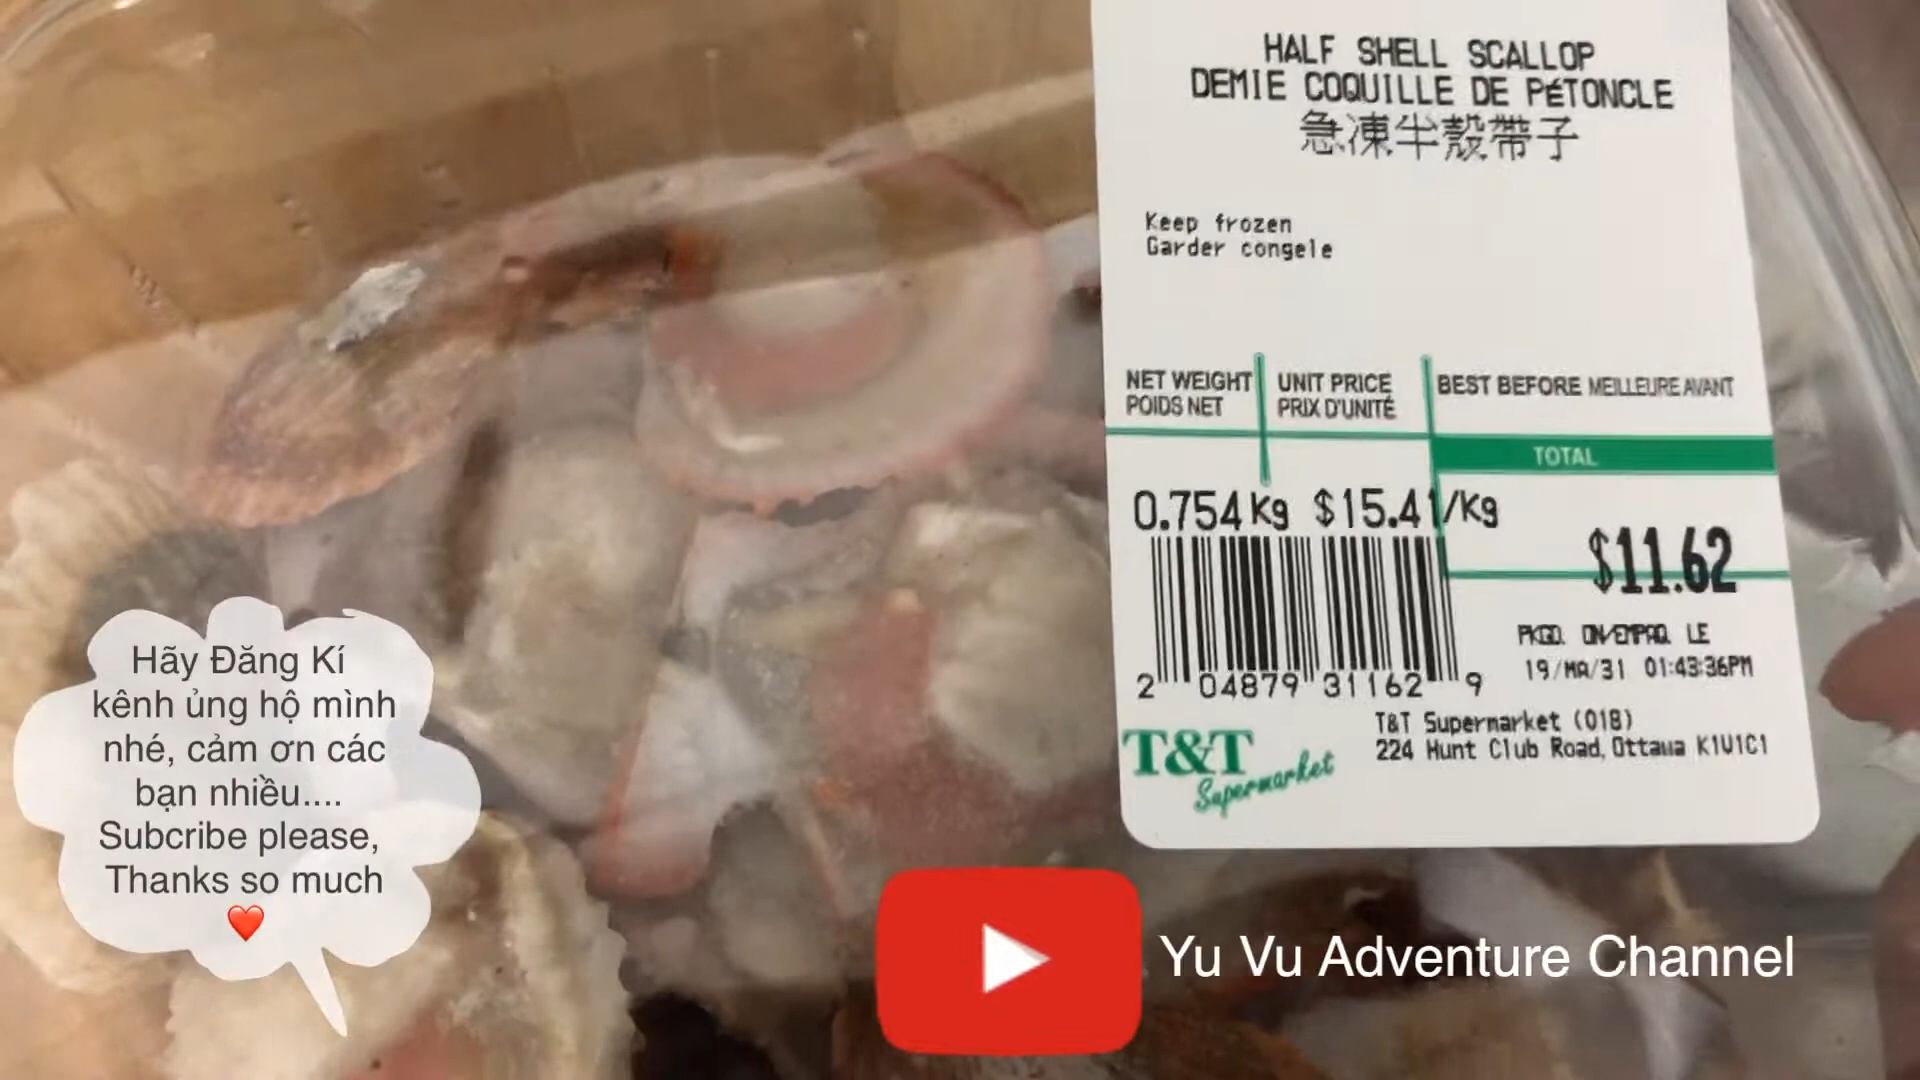 HALF SHELL SCALLOP
DEMIE COQUILLE DE PÉTONCLE
急凍半殼帶子
Keep frozen
Garder congele
NET WEIGHT
POIDS NET
UNIT PRICE
PRIX D'UNITÉ
BEST BEFORE MEILLEURE AVANT
TOTAL
0.754Kg $15.41/Kg
$11.62
PKGD. ON/EMPAQ. LE
19/MA/31 01:43:36PM
2 04879 31162 9
T&T Supermarket (018)
224 Hunt Club Road, Ottawa K1V1C1
T&T
Supermarket
Hãy Đăng Kí
kênh ủng hộ mình
nhé, cảm ơn các
bạn nhiều....
Subcribe please,
Thanks so much
❤️
Yu Vu Adventure Channel